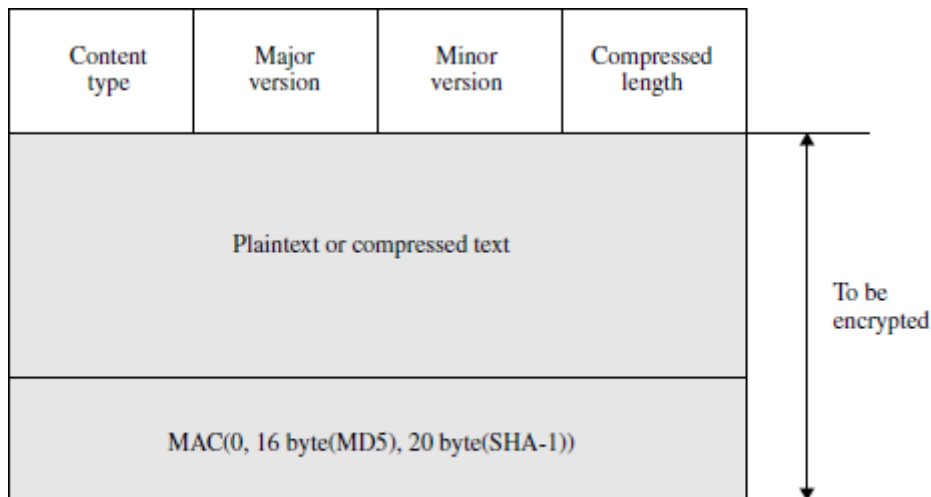 Content
type
Major
version
Minor
version
Compressed
length
Plaintext or compressed text
To be
encrypted
MAC(0, 16 byte(MD5), 20 byte(SHA-1))